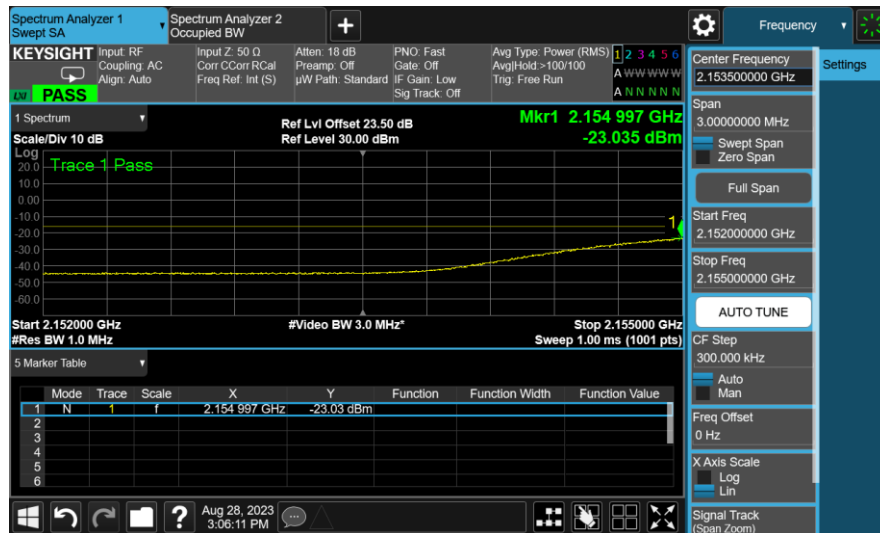 Spectrum Analyzer 1
Swept SA
Spectrum Analyzer 2
Occupied BW
Frequency
KEYSIGHT
Input: RF
Coupling: AC
Align: Auto
Input Z: 50 Ω
Corr CCorr RCal
Freq Ref: Int (S)
Atten: 18 dB
Preamp: Off
µW Path: Standard
PNO: Fast
Gate: Off
IF Gain: Low
Sig Track: Off
Avg Type: Power (RMS)
Avg|Hold:>100/100
Trig: Free Run
1 2 3 4 5 6
A W W W W W
A N N N N N
LXI
PASS
1 Spectrum
Scale/Div 10 dB
Ref Lvl Offset 23.50 dB
Ref Level 30.00 dBm
Mkr1 2.154 997 GHz
-23.035 dBm
Log
Trace 1 Pass
20.0
10.0
0.00
-10.0
-20.0
-30.0
-40.0
-50.0
-60.0
1
Start 2.152000 GHz
#Res BW 1.0 MHz
#Video BW 3.0 MHz*
Stop 2.155000 GHz
Sweep 1.00 ms (1001 pts)
5 Marker Table
Mode Trace Scale X Y Function Function Width Function Value
1 N 1 f 2.154 997 GHz -23.03 dBm
2
3
4
5
6
Aug 28, 2023
3:06:11 PM
Center Frequency
2.153500000 GHz
Settings
Span
3.00000000 MHz
Swept Span
Zero Span
Full Span
Start Freq
2.152000000 GHz
Stop Freq
2.155000000 GHz
AUTO TUNE
CF Step
300.000 kHz
Auto
Man
Freq Offset
0 Hz
X Axis Scale
Log
Lin
Signal Track
(Span Zoom)